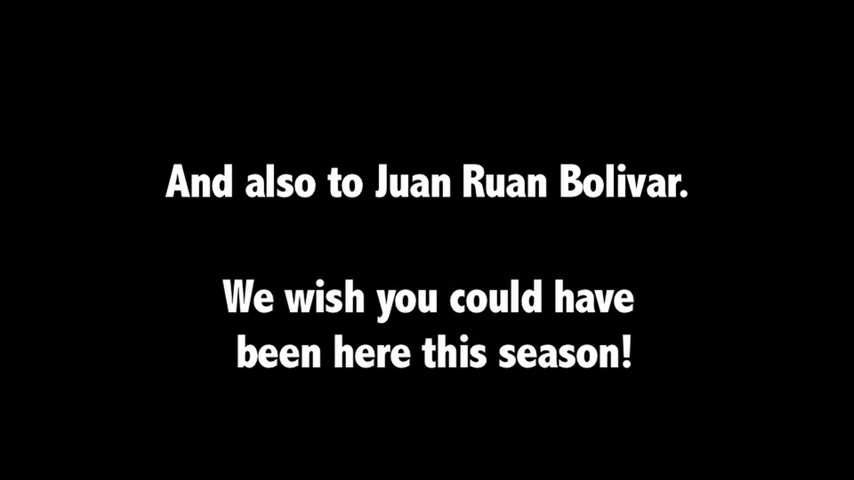 And also to Juan Ruan Bolivar.
We wish you could have
been here this season!